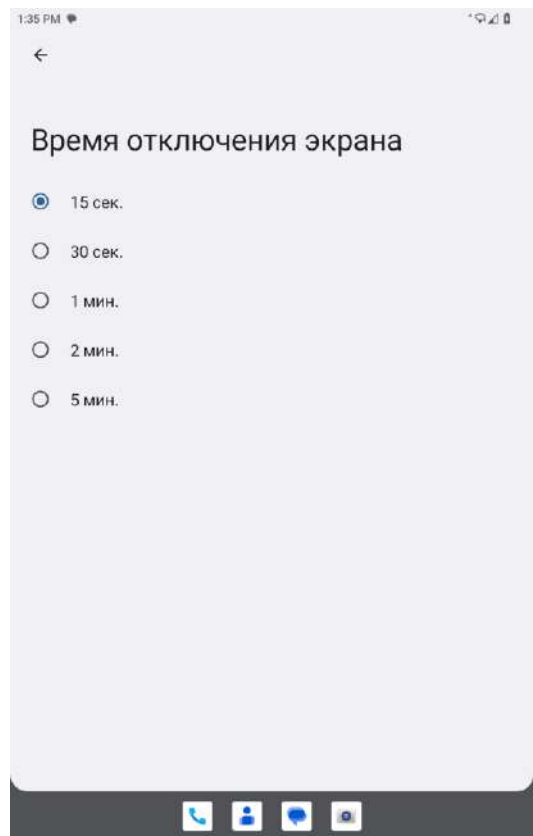 1:35 PM
Время отключения экрана
15 сек.
30 сек.
1 мин.
2 мин.
5 мин.